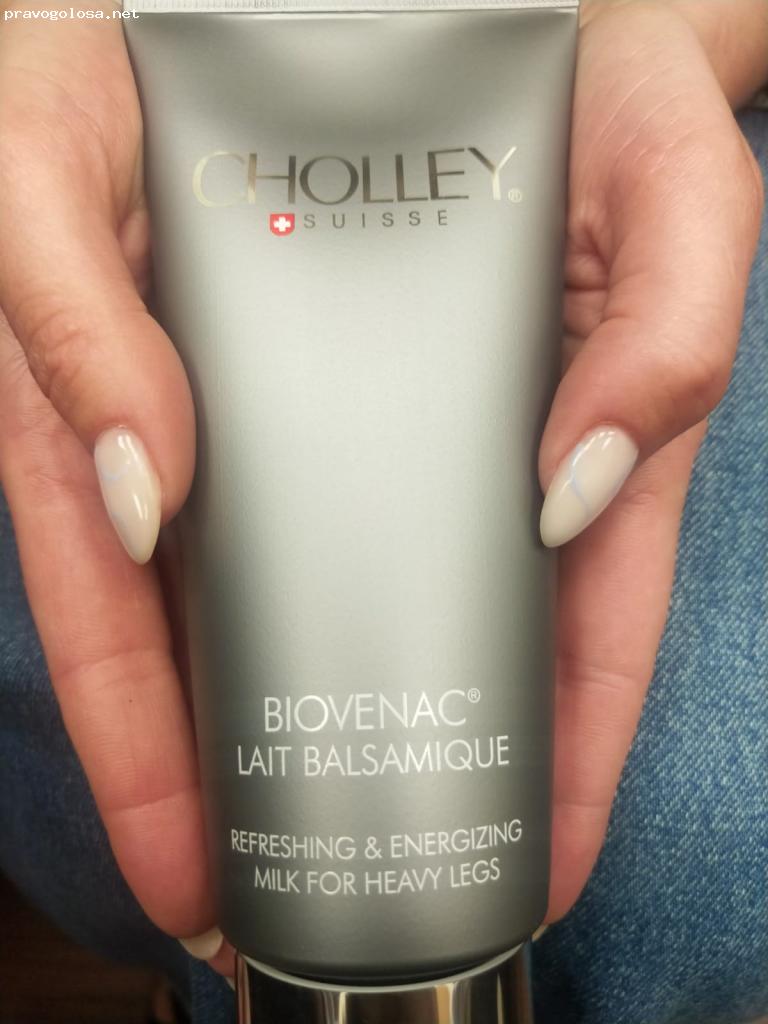 pravogolosa.net
CHOLLEY®
SUISSE
BIOVENAC®
LAIT BALSAMIQUE
REFRESHING & ENERGIZING
MILK FOR HEAVY LEGS